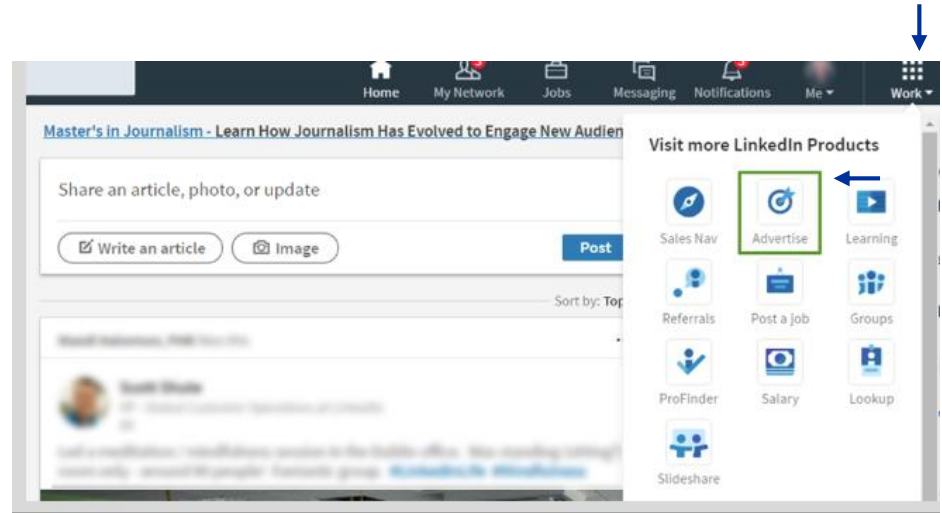 Home My Network Jobs Messaging Notifications Me Work
Master's in Journalism - Learn How Journalism Has Evolved to Engage New Audien
Visit more LinkedIn Products
Share an article, photo, or update
Write an article Image Post
Sales Nav Advertise Learning
Sort by: Top
Referrals Post a job Groups
ProFinder Salary Lookup
Slideshare